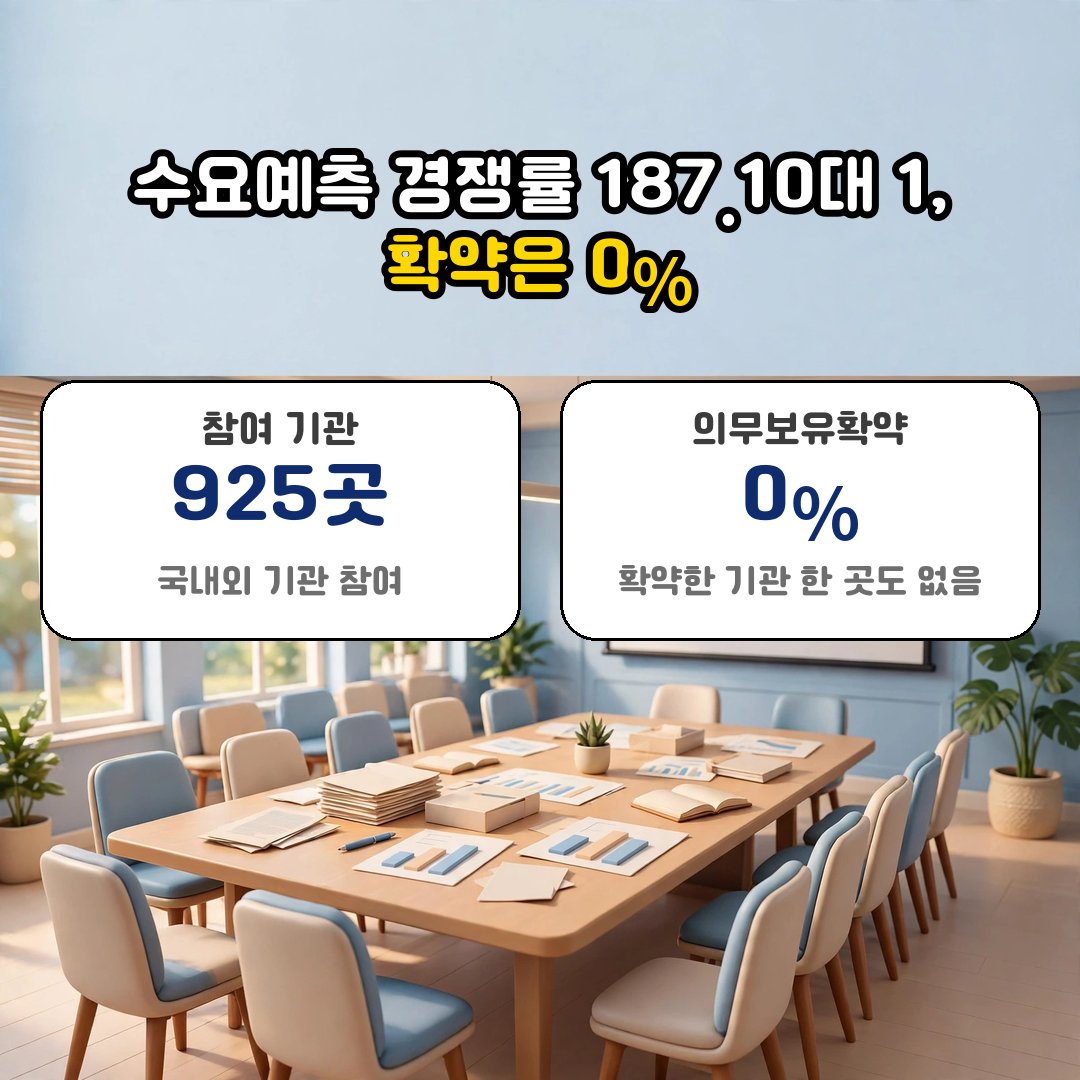 수요예측 경쟁률 187.10대 1,
확약은 0%
참여 기관
925곳
국내외 기관 참여
의무보유확약
0%
확약한 기관 한 곳도 없음